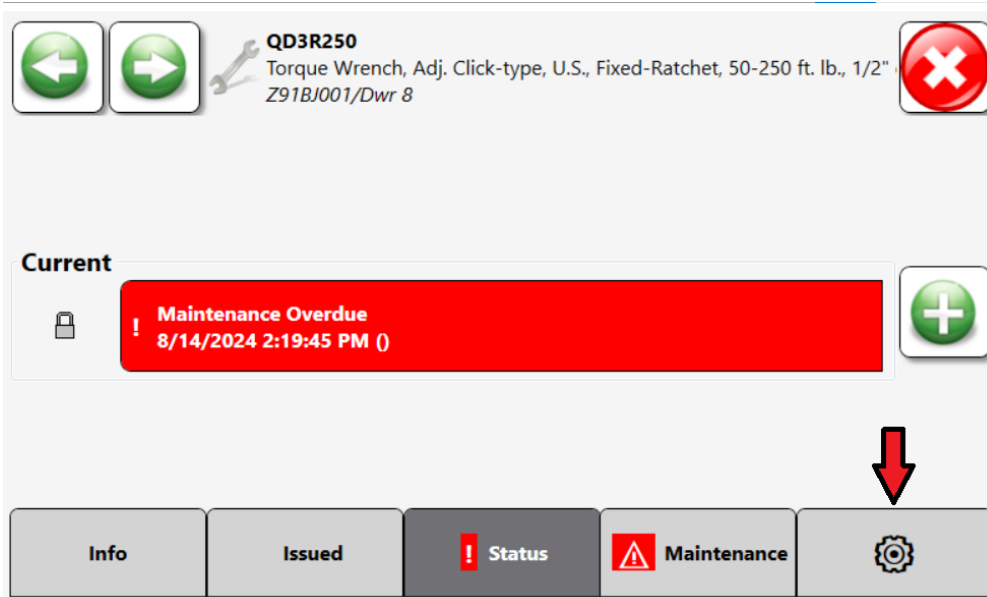 QD3R250
Torque Wrench, Adj. Click-type, U.S., Fixed-Ratchet, 50-250 ft. lb., 1/2"
Z91BJ001/Dwr 8
Current
! Maintenance Overdue
8/14/2024 2:19:45 PM ()
Info
Issued
! Status
! Maintenance